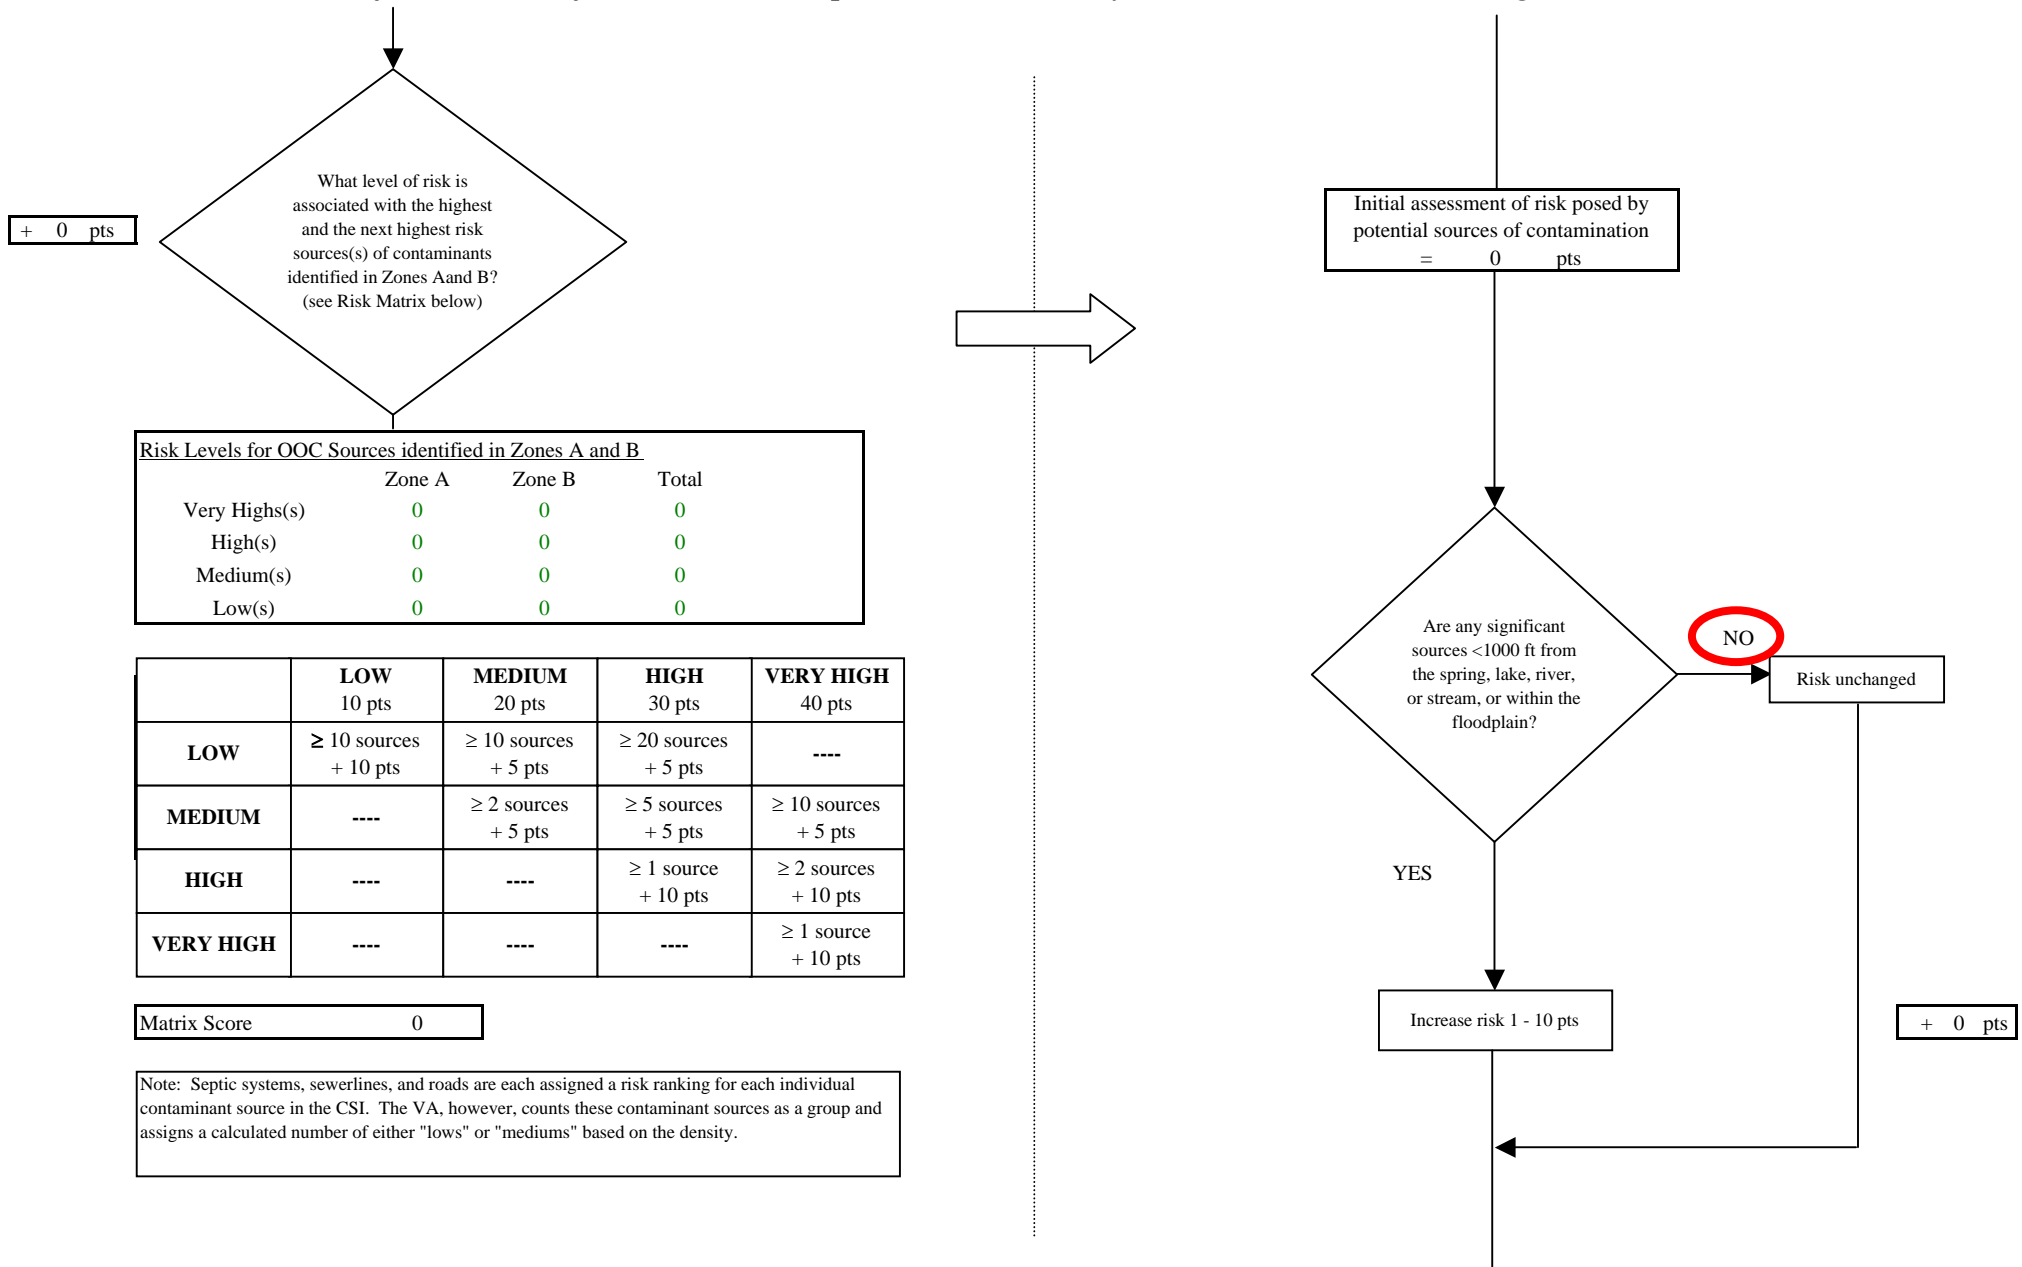 What level of risk is
associated with the highest
and the next highest risk
sources(s) of contaminants
identified in Zones Aand B?
(see Risk Matrix below)
+ 0 pts
Risk Levels for OOC Sources identified in Zones A and B
Zone A Zone B Total
Very Highs(s) 0 0 0
High(s) 0 0 0
Medium(s) 0 0 0
Low(s) 0 0 0
LOW MEDIUM HIGH VERY HIGH
10 pts 20 pts 30 pts 40 pts
LOW ≥ 10 sources ≥ 10 sources ≥ 20 sources ----
+ 10 pts + 5 pts + 5 pts
MEDIUM ---- ≥ 2 sources ≥ 5 sources ≥ 10 sources
+ 5 pts + 5 pts + 5 pts
HIGH ---- ---- ≥ 1 source ≥ 2 sources
+ 10 pts + 10 pts
VERY HIGH ---- ---- ---- ≥ 1 source
+ 10 pts
Matrix Score 0
Note: Septic systems, sewerlines, and roads are each assigned a risk ranking for each individual
contaminant source in the CSI. The VA, however, counts these contaminant sources as a group and
assigns a calculated number of either "lows" or "mediums" based on the density.
Initial assessment of risk posed by
potential sources of contamination
= 0 pts
Are any significant
sources <1000 ft from
the spring, lake, river,
or stream, or within the
floodplain?
NO
Risk unchanged
YES
Increase risk 1 - 10 pts
+ 0 pts